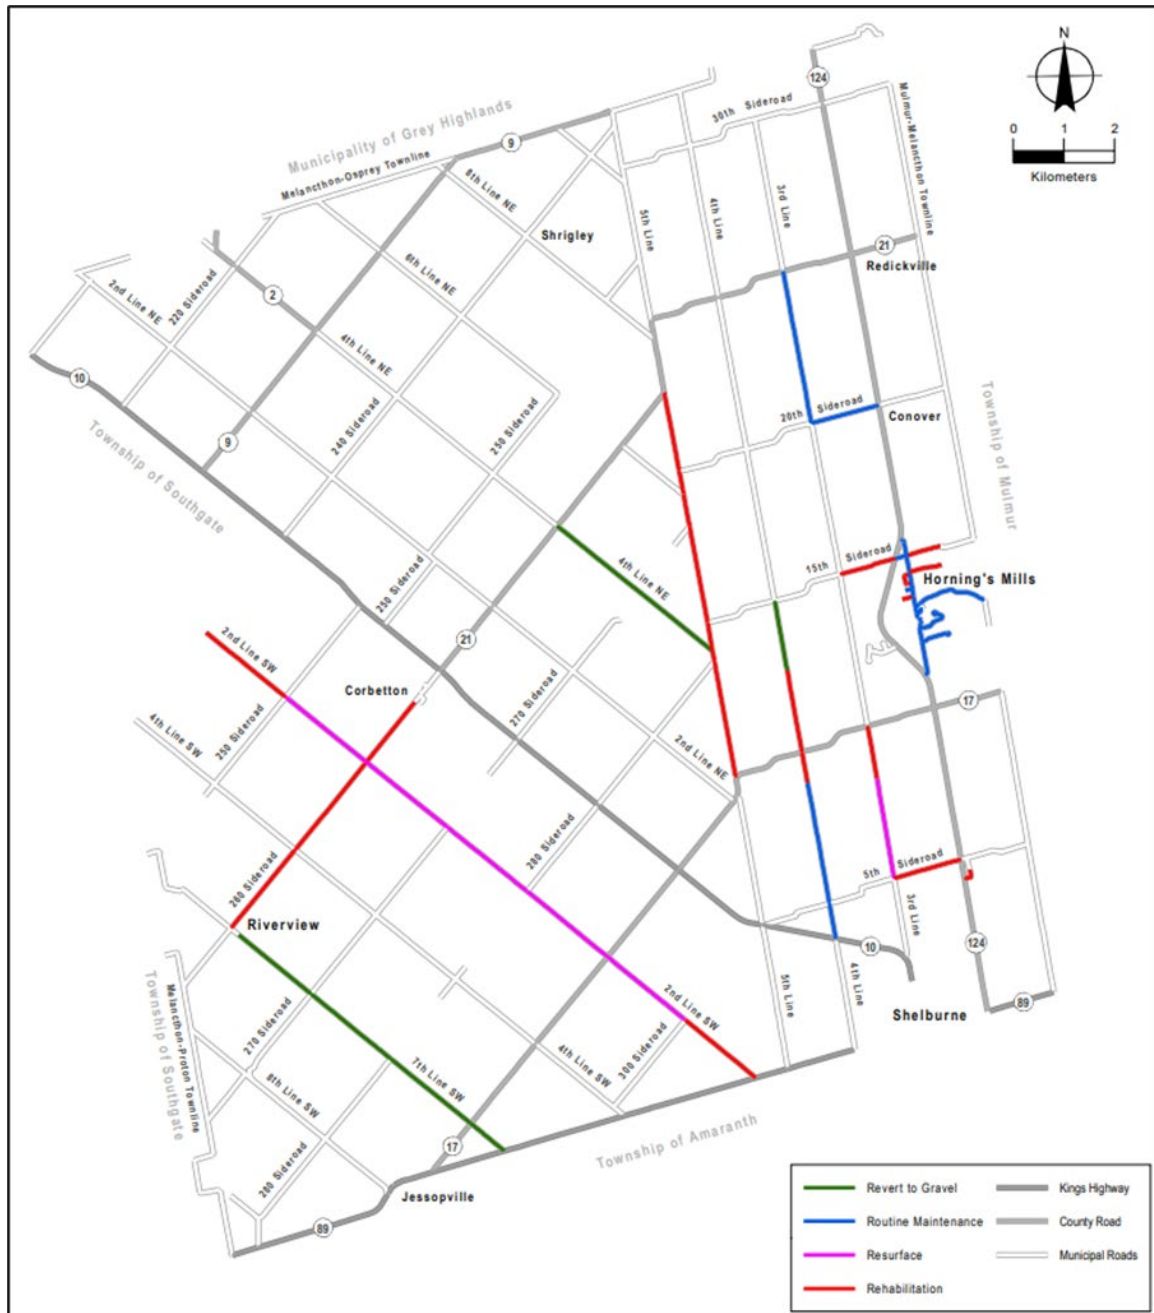 N
0 1 2
Kilometers
124
30th Sideroad
Mulmur-Melancthon Townline
Municipality of Grey Highlands
9
Melancthon-Osprey Townline
8th Line NE
Shrigley
5th Line
4th Line
3rd Line
21
Redickville
6th Line NE
220 Sideroad
2nd Line NE
2
4th Line NE
10
Township of Southgate
9
240 Sideroad
250 Sideroad
20th Sideroad
Conover
Township of Mulmur
4th Line NE
15th Sideroad
Horning's Mills
250 Sideroad
21
2nd Line SW
Corbetton
270 Sideroad
4th Line SW
250 Sideroad
2nd Line NE
17
280 Sideroad
260 Sideroad
5th Sideroad
Riverview
3rd Line
10
124
5th Line
4th Line
89
Shelburne
Township of Southgate
Melancthon-Proton Townline
270 Sideroad
2nd Line SW
300 Sideroad
4th Line SW
7th Line SW
8th Line SW
17
Township of Amaranth
280 Sideroad
Jessopville
89
Revert to Gravel
Kings Highway
Routine Maintenance
County Road
Resurface
Municipal Roads
Rehabilitation